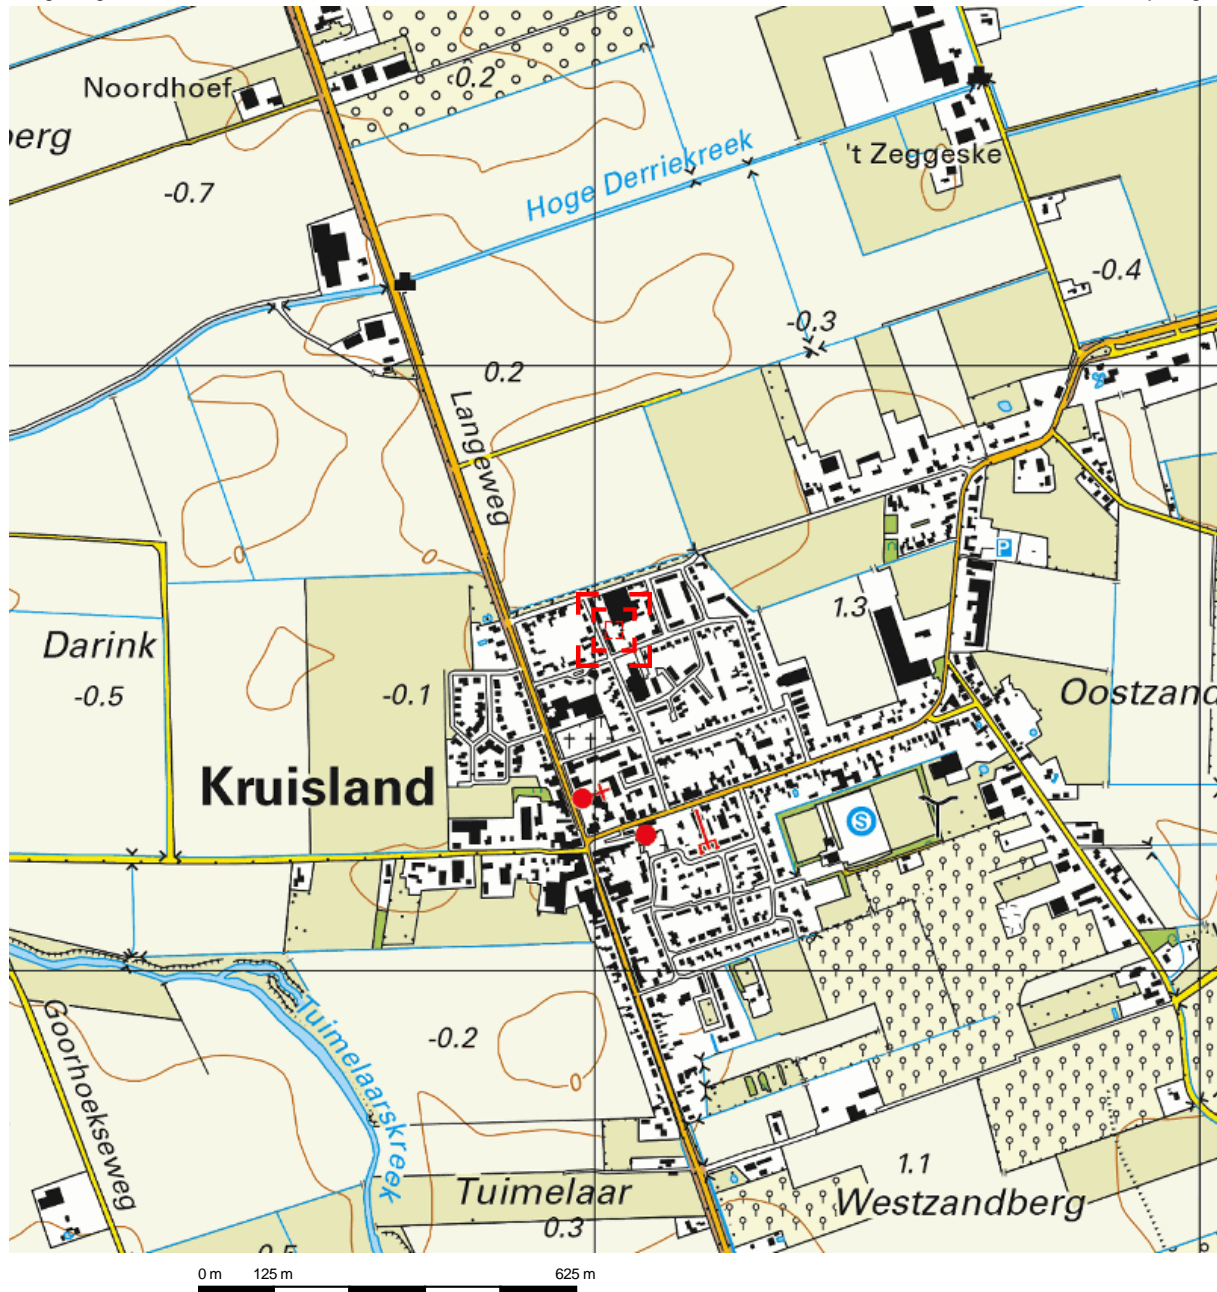 Noordhoef
0.2
berg
't Zeggeske
Hoge Derriekreek
-0.7
-0.4
-0.3
0.2
Langeweg
0
0
P
1.3
Darink
-0.5
-0.1
Oostzand
Kruisland
S
Goorhoekseweg
Tuimelaarskreek
-0.2
0
1.1
Tuimelaar
Westzandberg
0.3
0 m 125 m 625 m